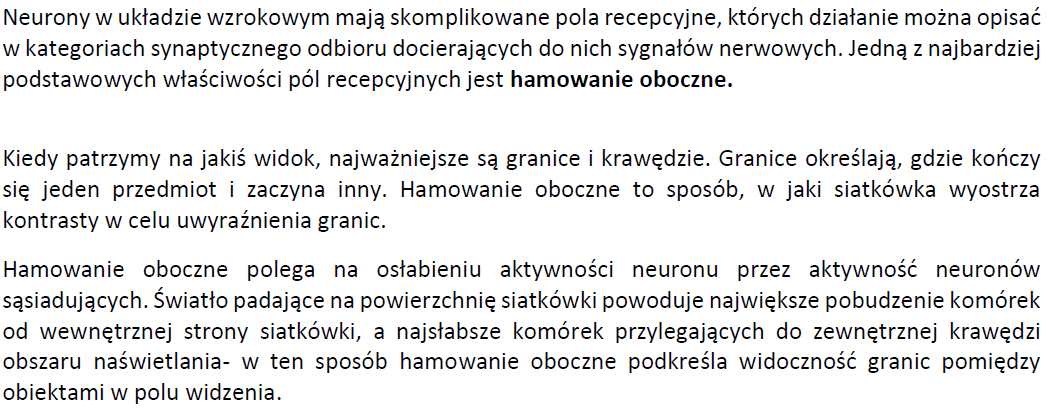 Neurony w układzie wzrokowym mają skomplikowane pola recepcyjne, których działanie można opisać
w kategoriach synaptycznego odbioru docierających do nich sygnałów nerwowych. Jedną z najbardziej
podstawowych właściwości pól recepcyjnych jest hamowanie oboczne.
Kiedy patrzymy na jakiś widok, najważniejsze są granice i krawędzie. Granice określają, gdzie kończy
się jeden przedmiot i zaczyna inny. Hamowanie oboczne to sposób, w jaki siatkówka wyostrza
kontrasty w celu uwyraźnienia granic.
Hamowanie oboczne polega na osłabieniu aktywności neuronu przez aktywność neuronów
sąsiadujących. Światło padające na powierzchnię siatkówki powoduje największe pobudzenie komórek
od wewnętrznej strony siatkówki, a najsłabsze komórek przylegających do zewnętrznej krawędzi
obszaru naświetlania- w ten sposób hamowanie oboczne podkreśla widoczność granic pomiędzy
obiektami w polu widzenia.